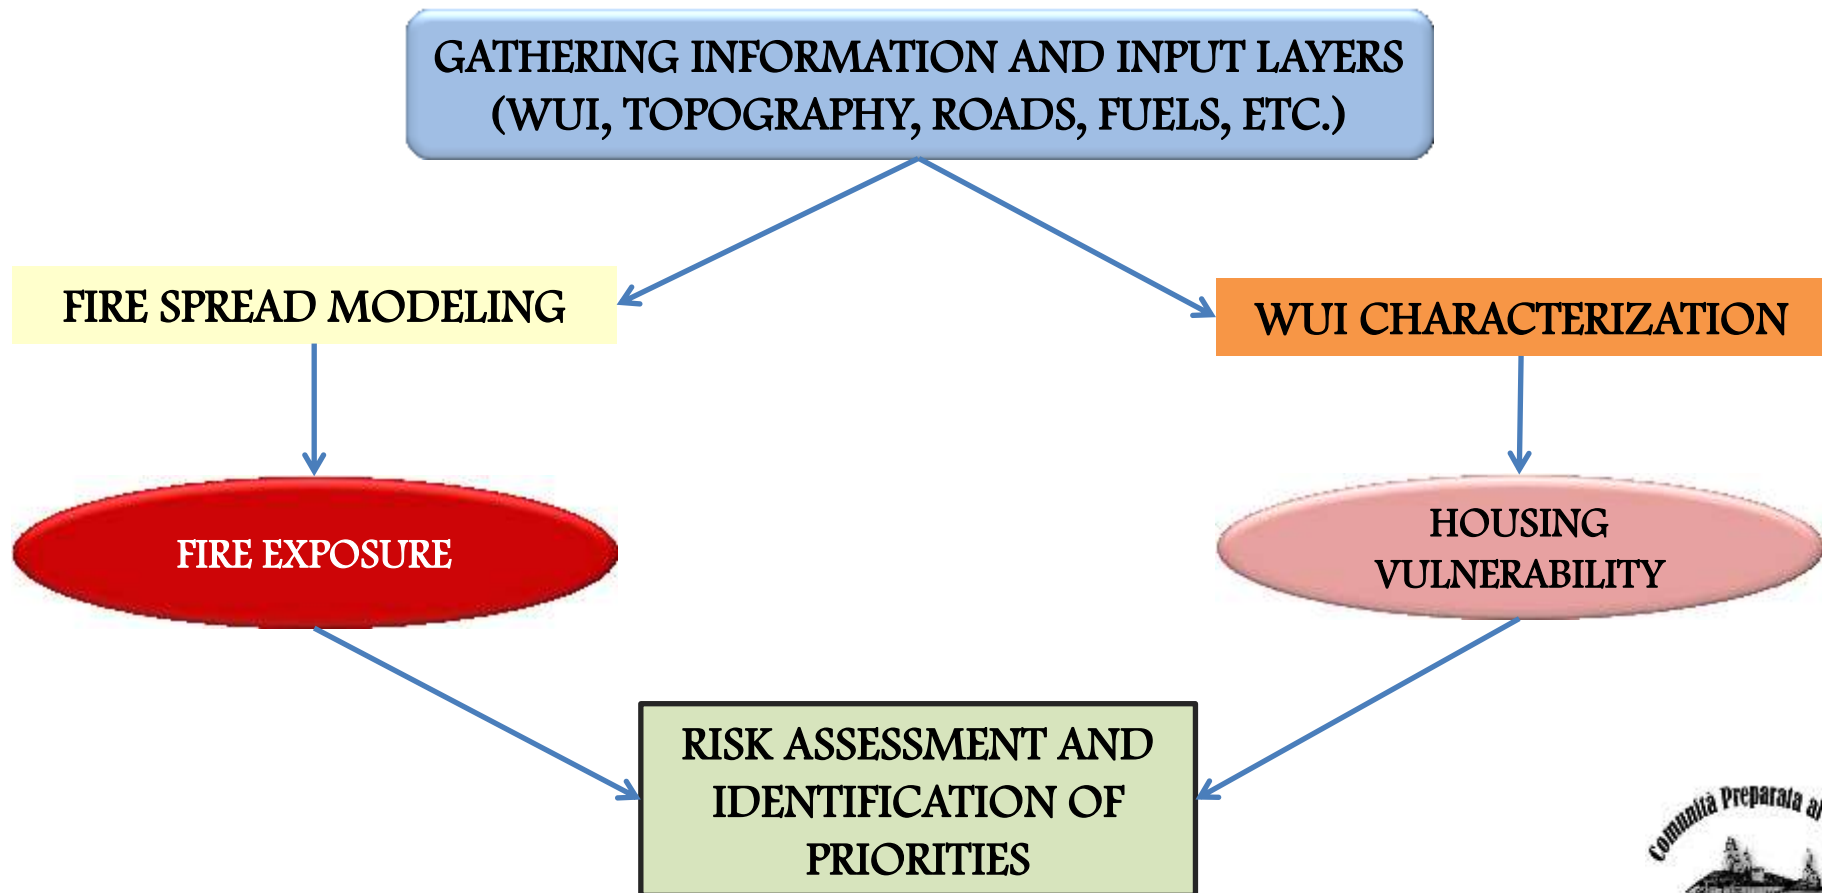 GATHERING INFORMATION AND INPUT LAYERS
(WUI, TOPOGRAPHY, ROADS, FUELS, ETC.)
FIRE SPREAD MODELING
WUI CHARACTERIZATION
FIRE EXPOSURE
HOUSING
VULNERABILITY
RISK ASSESSMENT AND
IDENTIFICATION OF
PRIORITIES
Comunità Preparata al